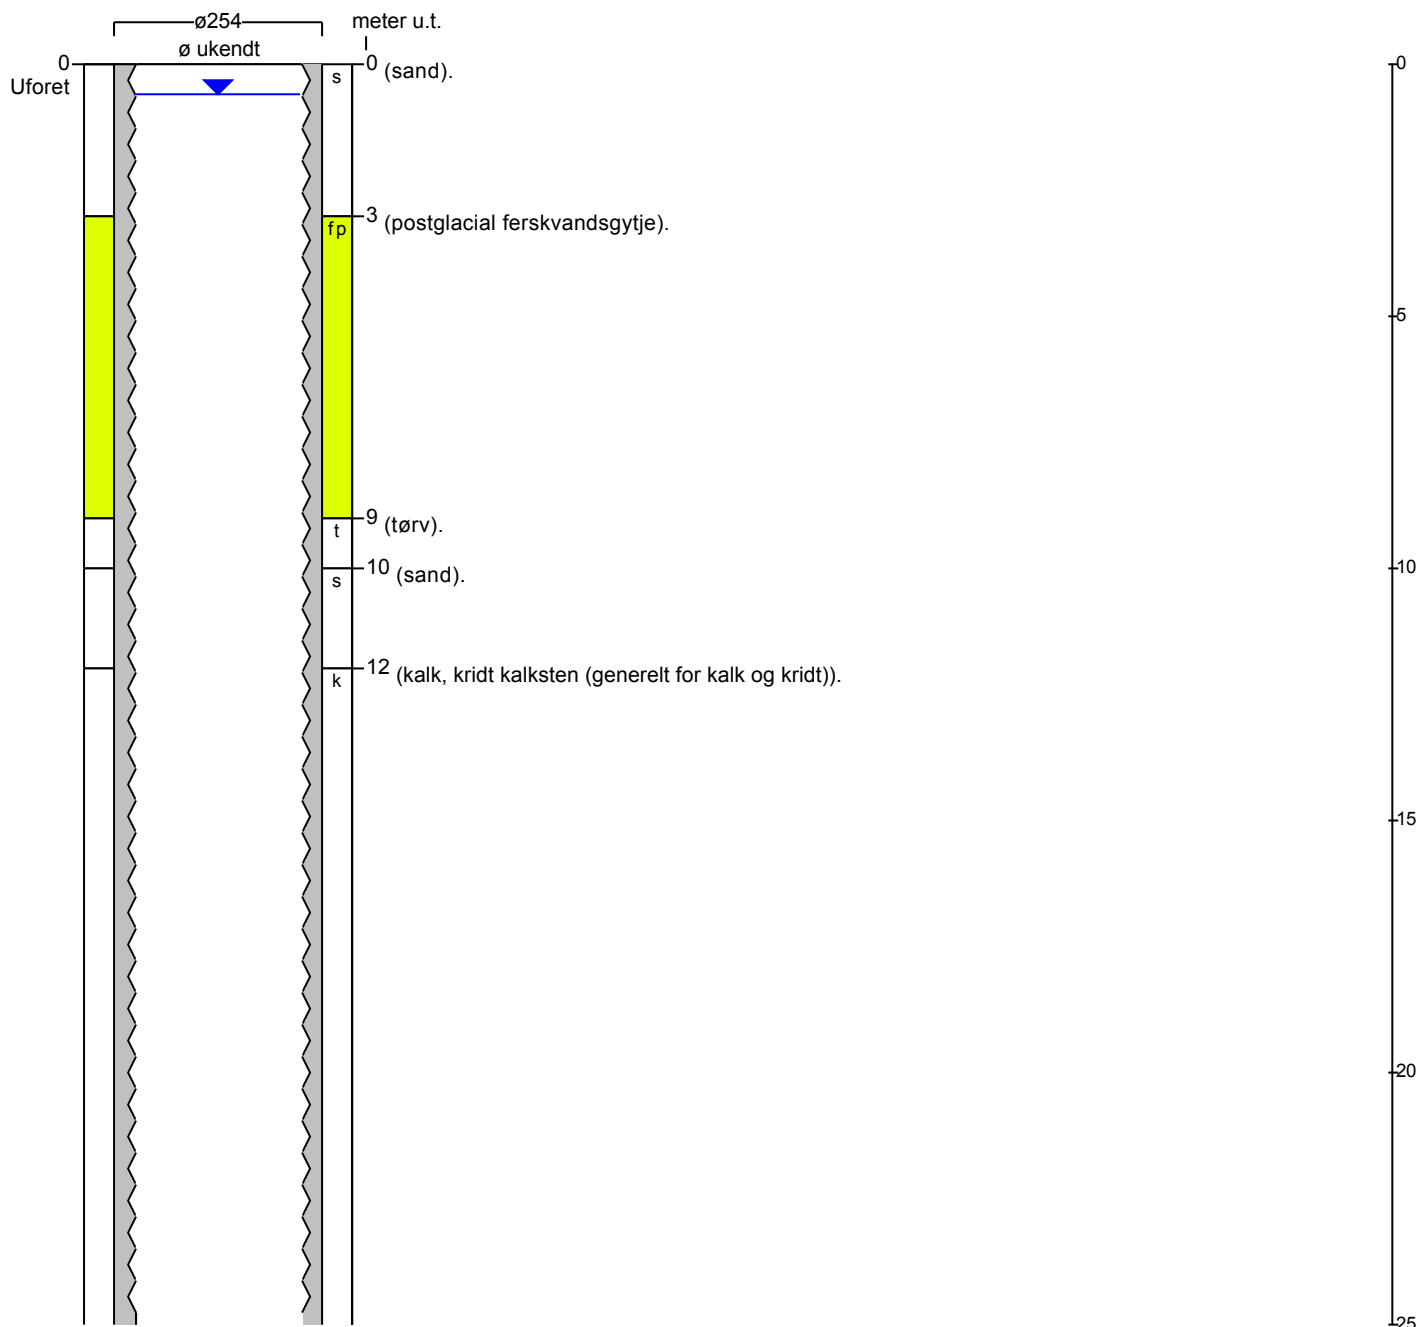 ø254 meter u.t.
ø ukendt
0 0 (sand). 0
s
Uforet
3 (postglacial ferskvandsgytje).
fp
5
9 (tørv).
t
10 (sand). 10
s
12 (kalk, kridt kalksten (generelt for kalk og kridt)).
k
15
20
25